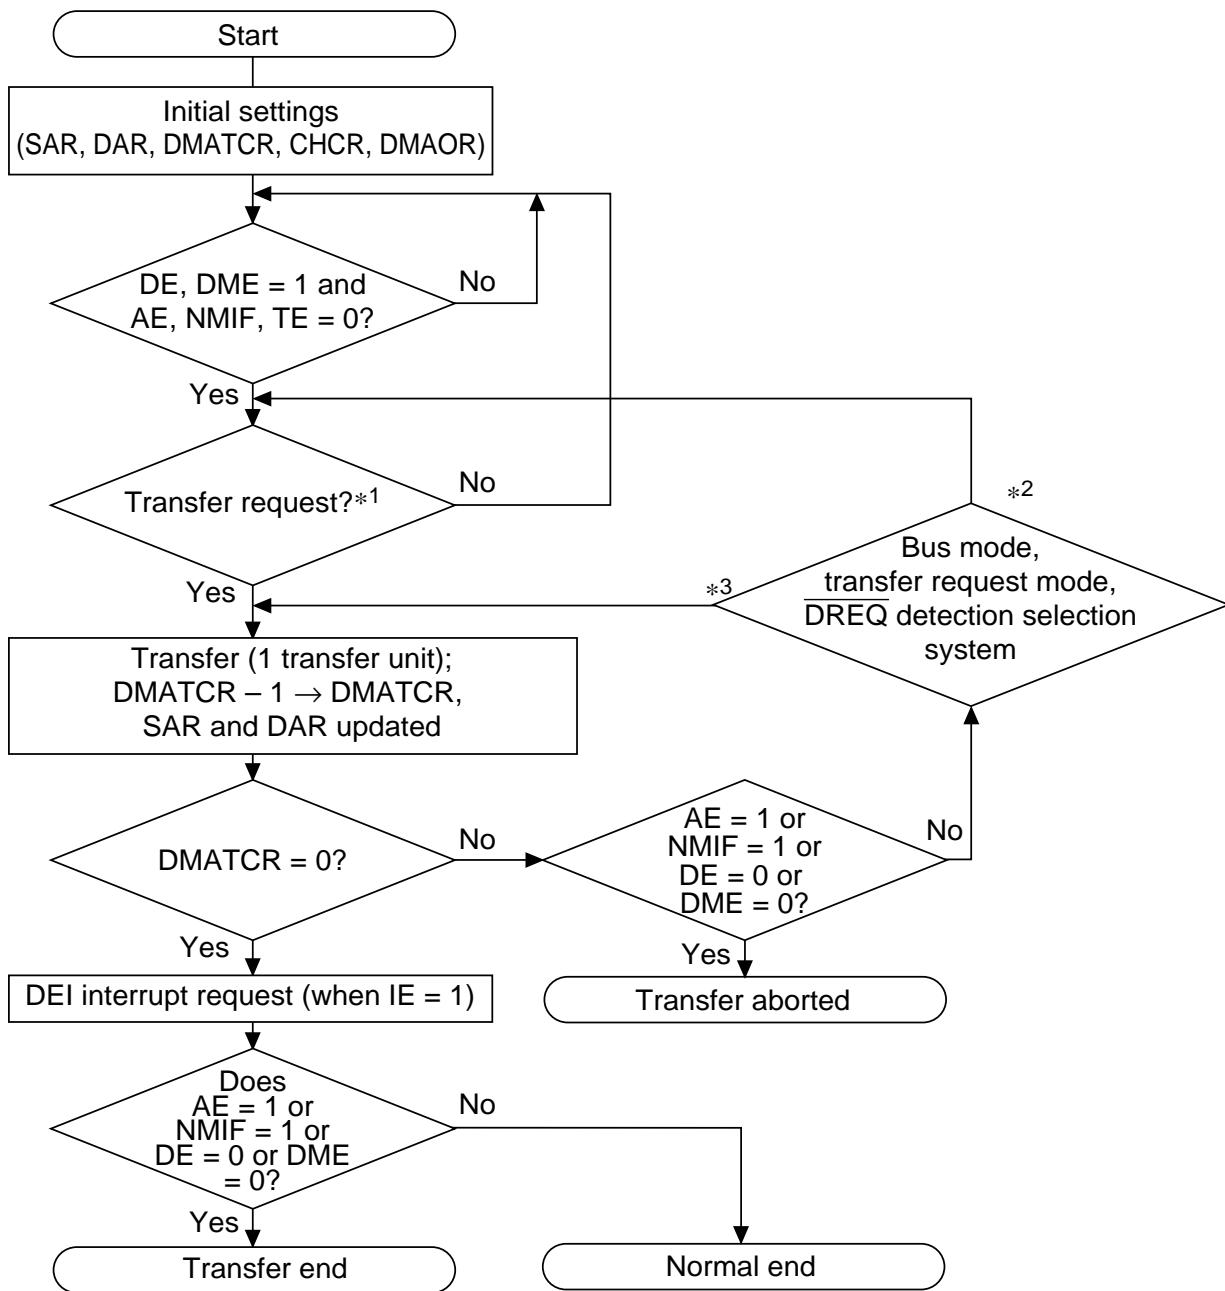 Start
Initial settings
(SAR, DAR, DMATCR, CHCR, DMAOR)
DE, DME = 1 and
AE, NMIF, TE = 0?
No
Yes
Transfer request?*1
No
Yes
*2
Bus mode,
transfer request mode,
DREQ detection selection
system
*3
Transfer (1 transfer unit);
DMATCR – 1 → DMATCR,
SAR and DAR updated
DMATCR = 0?
No
Yes
AE = 1 or
NMIF = 1 or
DE = 0 or
DME = 0?
No
Yes
Transfer aborted
DEI interrupt request (when IE = 1)
Does
AE = 1 or
NMIF = 1 or
DE = 0 or DME
= 0?
No
Yes
Transfer end
Normal end